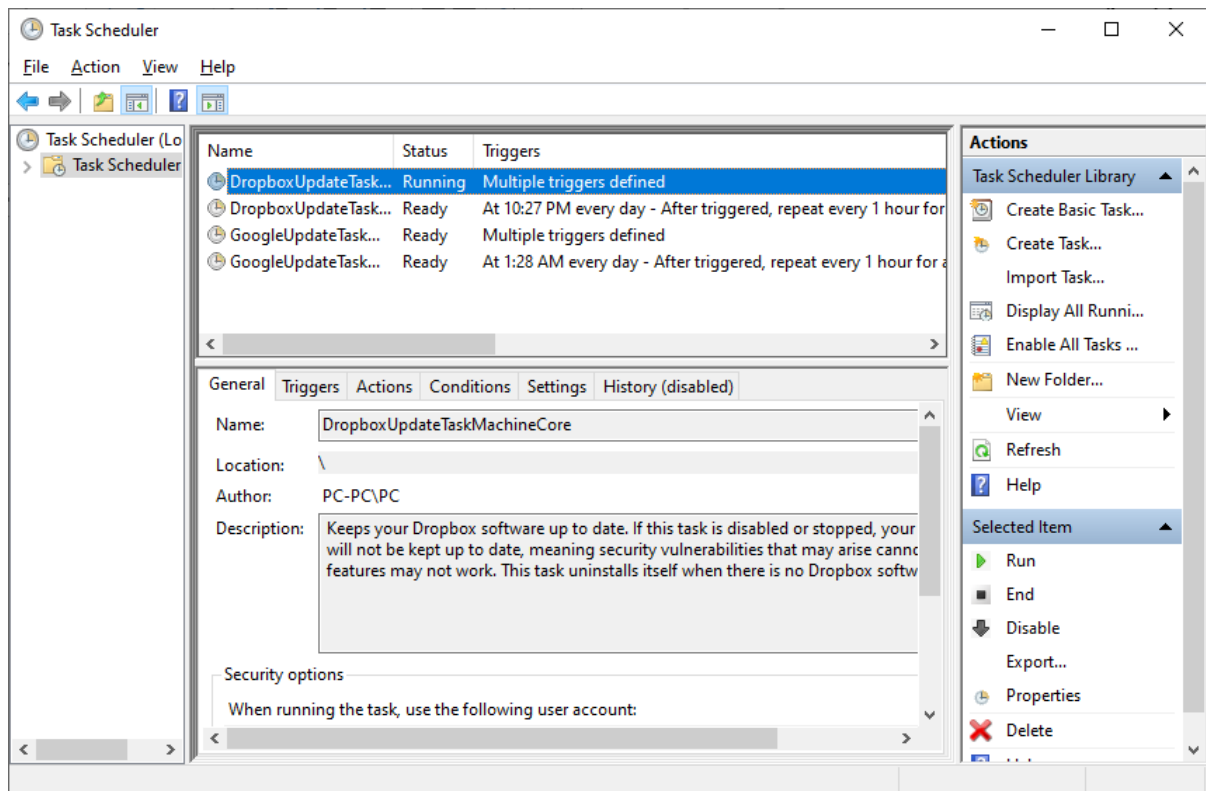 Task Scheduler
File Action View Help
Task Scheduler (Lo
Task Scheduler
Name Status Triggers
DropboxUpdateTask... Running Multiple triggers defined
DropboxUpdateTask... Ready At 10:27 PM every day - After triggered, repeat every 1 hour for
GoogleUpdateTask... Ready Multiple triggers defined
GoogleUpdateTask... Ready At 1:28 AM every day - After triggered, repeat every 1 hour for a
General Triggers Actions Conditions Settings History (disabled)
Name: DropboxUpdateTaskMachineCore
Location: \
Author: PC-PC\PC
Description: Keeps your Dropbox software up to date. If this task is disabled or stopped, your
will not be kept up to date, meaning security vulnerabilities that may arise canno
features may not work. This task uninstalls itself when there is no Dropbox softw
Security options
When running the task, use the following user account:
Actions
Task Scheduler Library
Create Basic Task...
Create Task...
Import Task...
Display All Runni...
Enable All Tasks ...
New Folder...
View
Refresh
Help
Selected Item
Run
End
Disable
Export...
Properties
Delete